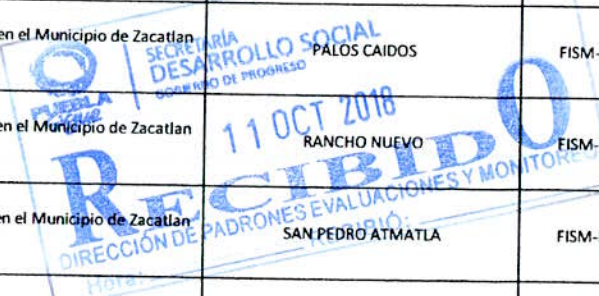 en el Municipio de Zacatlan
PALOS CAIDOS
FISM-
SECRETARÍA
DESARROLLO SOCIAL
GOBIERNO DE PROGRESO
PUEBLA
11 OCT 2018
en el Municipio de Zacatlan
RANCHO NUEVO
FISM-
RECIBIDO
DIRECCIÓN DE PADRONES EVALUACIONES Y MONITOREO
en el Municipio de Zacatlan
SAN PEDRO ATMATLA
FISM-
RECIBIÓ:
Hora: